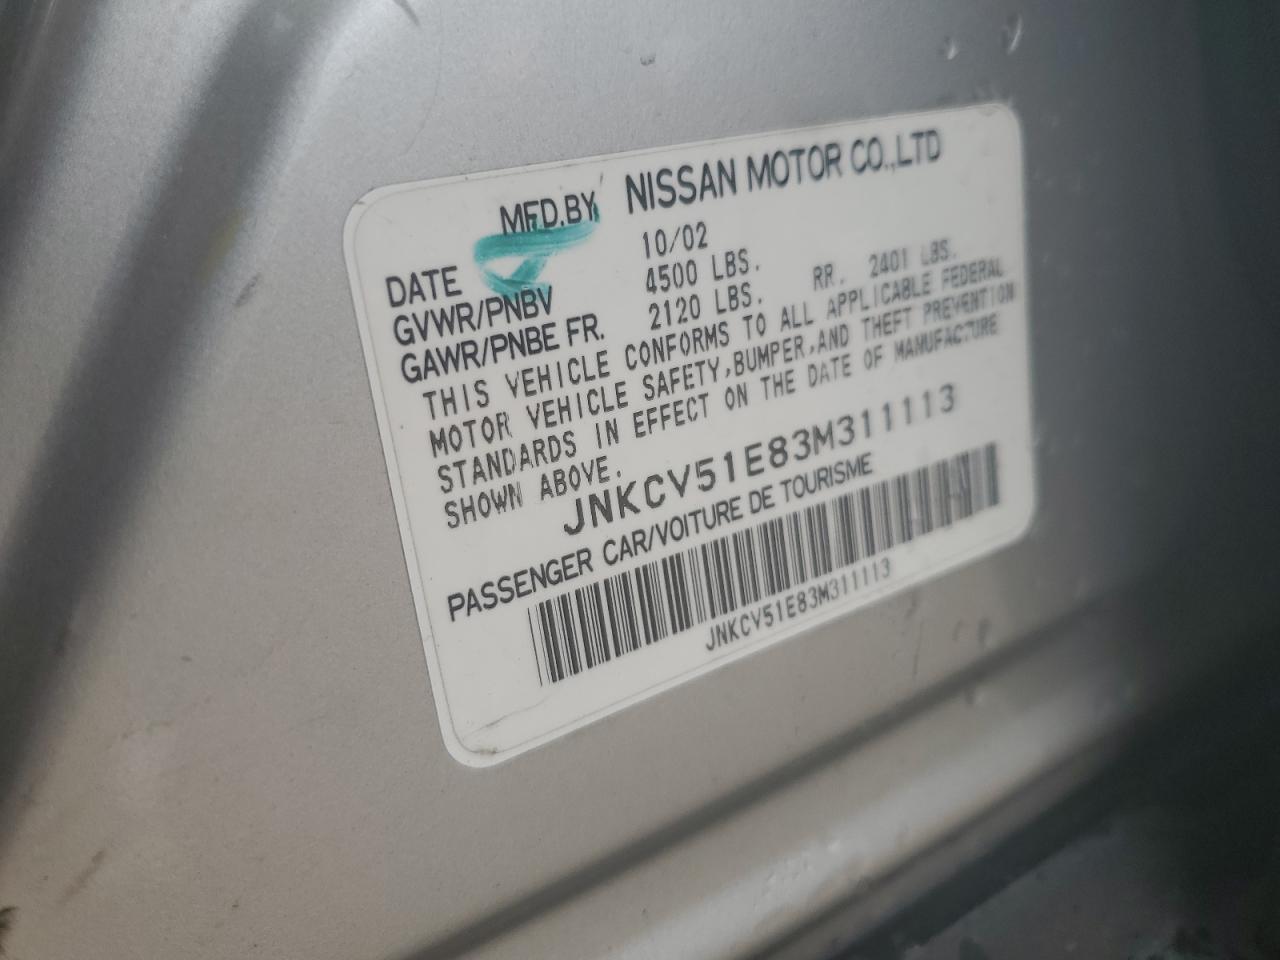 MFD.BY NISSAN MOTOR CO.,LTD
DATE 10/02
GVWR/PNBV 4500 LBS.
GAWR/PNBE FR. 2120 LBS. RR. 2401 LBS.
THIS VEHICLE CONFORMS TO ALL APPLICABLE FEDERAL
MOTOR VEHICLE SAFETY,BUMPER,AND THEFT PREVENTION
STANDARDS IN EFFECT ON THE DATE OF MANUFACTURE
SHOWN ABOVE.
JNKCV51E83M311113
PASSENGER CAR/VOITURE DE TOURISME
JNKCV51E83M311113